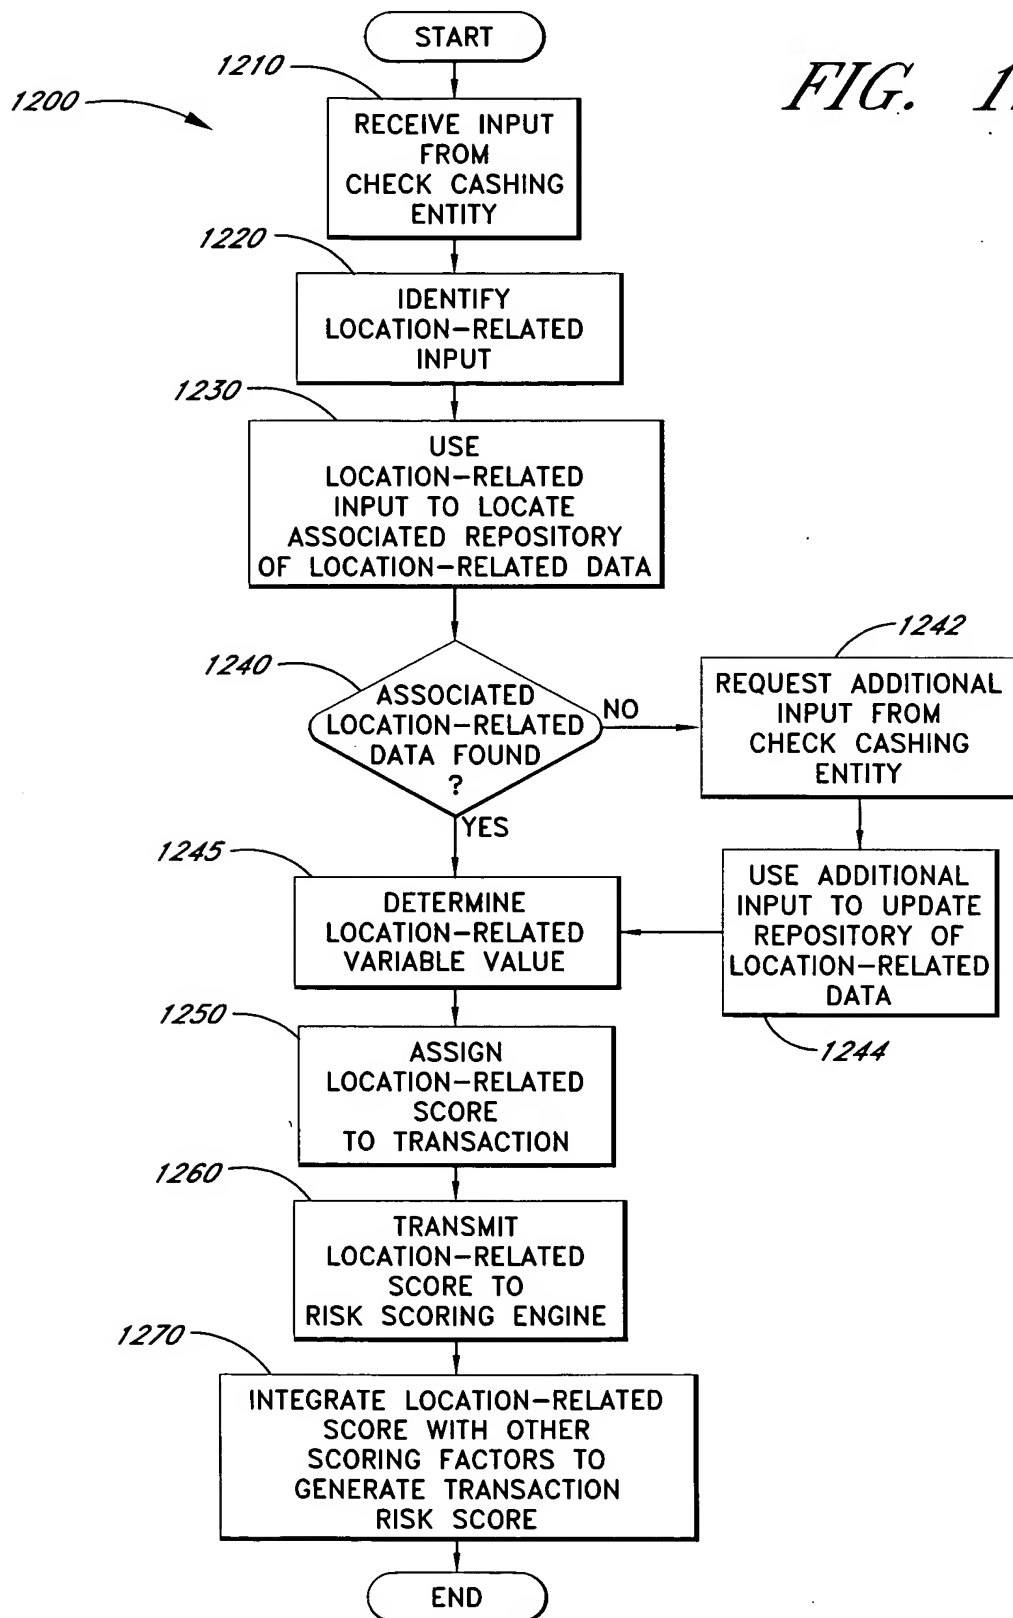 START
FIG. 1
1200
1210
RECEIVE INPUT
FROM
CHECK CASHING
ENTITY
1220
IDENTIFY
LOCATION-RELATED
INPUT
1230
USE
LOCATION-RELATED
INPUT TO LOCATE
ASSOCIATED REPOSITORY
OF LOCATION-RELATED DATA
1240
ASSOCIATED
LOCATION-RELATED
DATA FOUND
?
NO
YES
1242
REQUEST ADDITIONAL
INPUT FROM
CHECK CASHING
ENTITY
USE ADDITIONAL
INPUT TO UPDATE
REPOSITORY OF
LOCATION-RELATED
DATA
1244
1245
DETERMINE
LOCATION-RELATED
VARIABLE VALUE
1250
ASSIGN
LOCATION-RELATED
SCORE
TO TRANSACTION
1260
TRANSMIT
LOCATION-RELATED
SCORE TO
RISK SCORING ENGINE
1270
INTEGRATE LOCATION-RELATED
SCORE WITH OTHER
SCORING FACTORS TO
GENERATE TRANSACTION
RISK SCORE
END